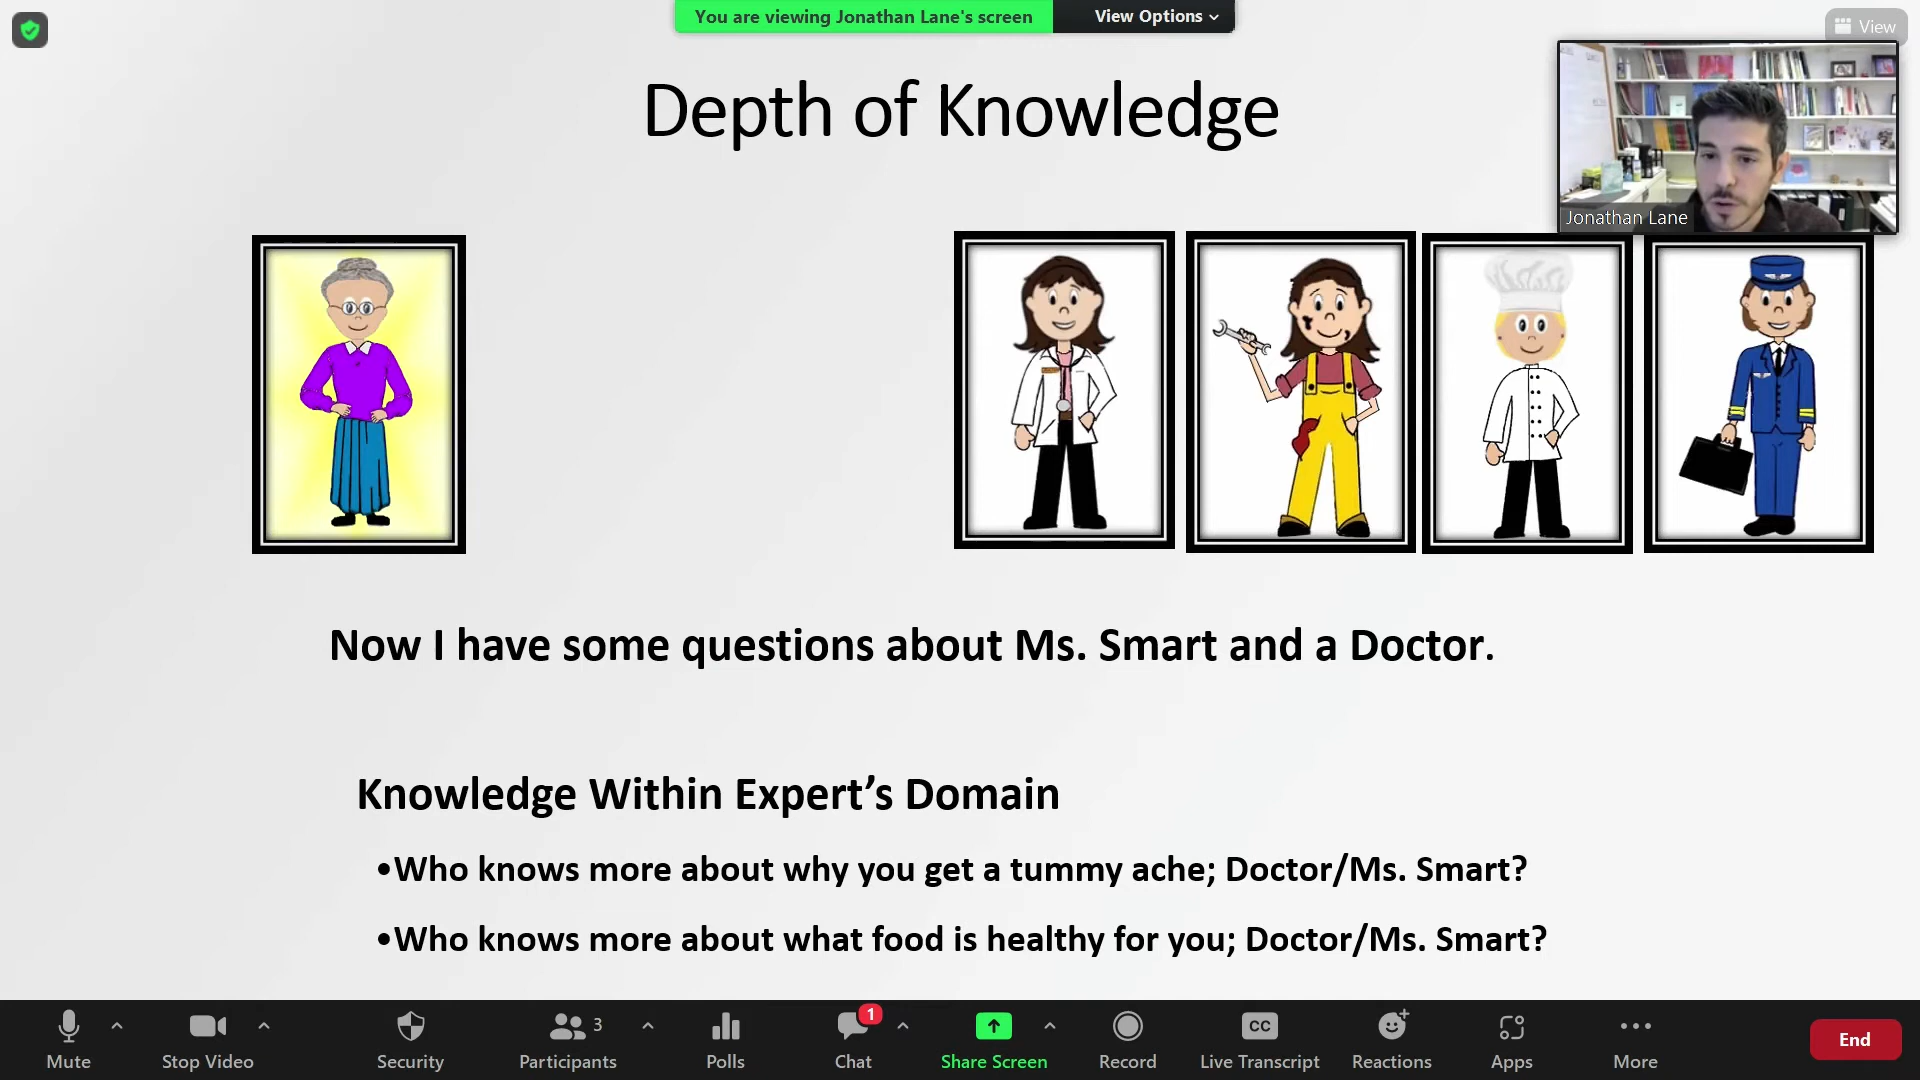 You are viewing Jonathan Lane's screen
View Options
View
Depth of Knowledge
Jonathan Lane
Now I have some questions about Ms. Smart and a Doctor.
Knowledge Within Expert’s Domain
•Who knows more about why you get a tummy ache; Doctor/Ms. Smart?
•Who knows more about what food is healthy for you; Doctor/Ms. Smart?
3
1
CC
Mute
Stop Video
Security
Participants
Polls
Chat
Share Screen
Record
Live Transcript
Reactions
Apps
More
End